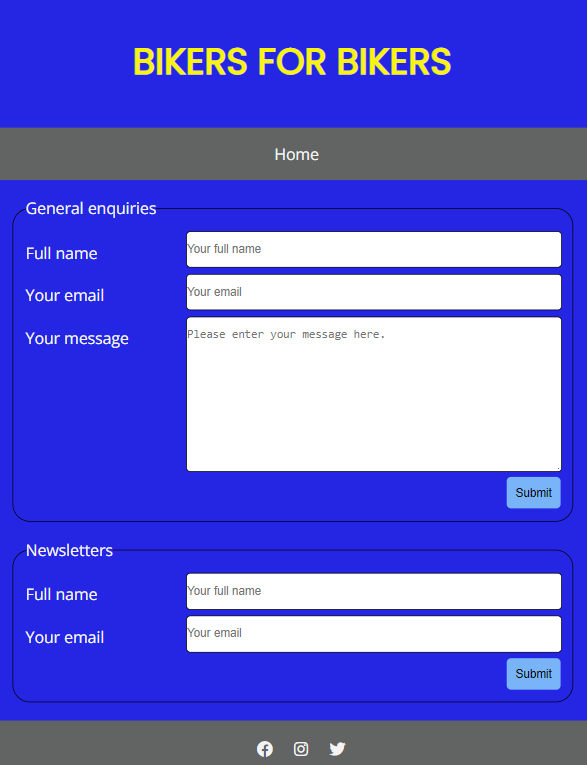 BIKERS FOR BIKERS
Home
General enquiries
Full name
Your full name
Your email
Your email
Your message
Please enter your message here.
Submit
Newsletters
Full name
Your full name
Your email
Your email
Submit